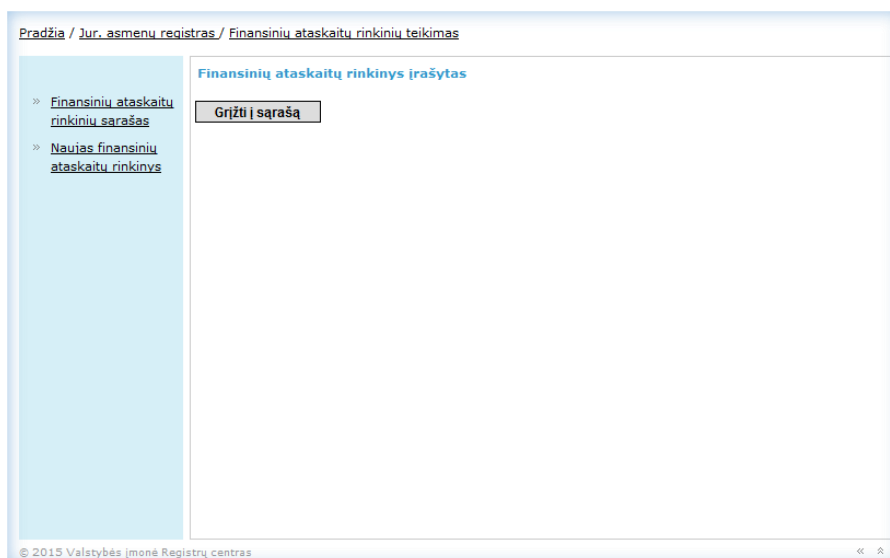 Pradžia / Jur. asmenų registras / Finansinių ataskaitų rinkinių teikimas
Finansinių ataskaitų rinkinys įrašytas
» Finansinių ataskaitų
rinkinių sąrašas
» Naujas finansinių
ataskaitų rinkinys
Grįžti į sąrašą
© 2015 Valstybės įmonė Registrų centras